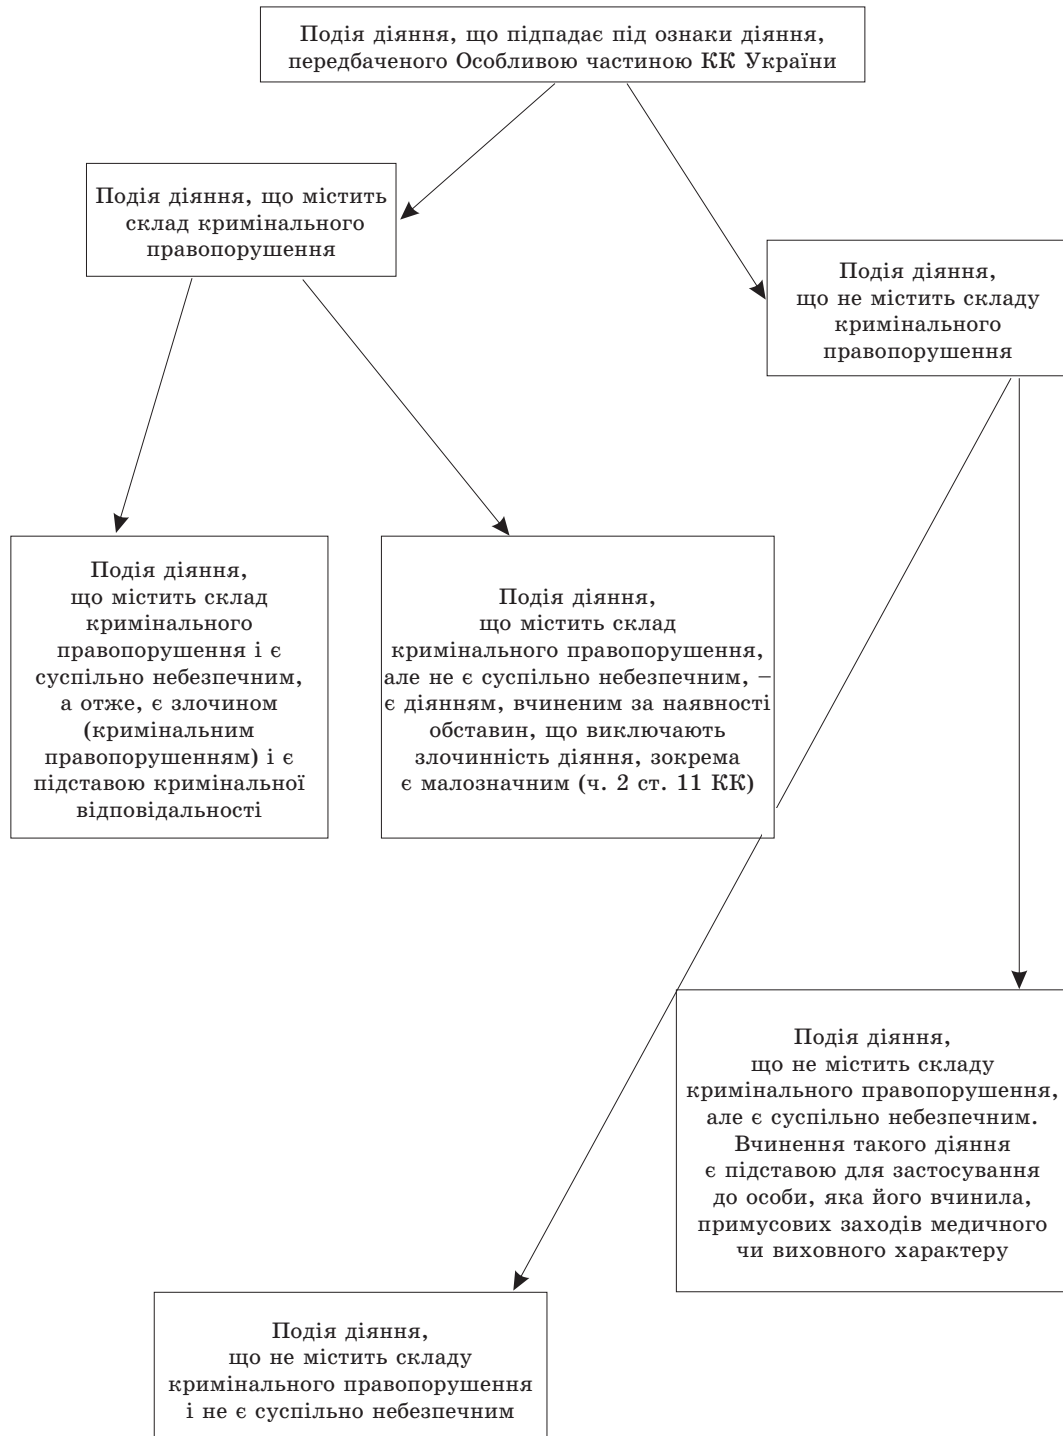 Подія діяння, що підпадає під ознаки діяння,
передбаченого Особливою частиною КК України
Подія діяння, що містить
склад кримінального
правопорушення
Подія діяння,
що не містить складу
кримінального
правопорушення
Подія діяння,
що містить склад
кримінального
правопорушення і є
суспільно небезпечним,
а отже, є злочином
(кримінальним
правопорушенням) і є
підставою кримінальної
відповідальності
Подія діяння,
що містить склад
кримінального правопорушення,
але не є суспільно небезпечним, –
є діянням, вчиненим за наявності
обставин, що виключають
злочинність діяння, зокрема
є малозначним (ч. 2 ст. 11 КК)
Подія діяння,
що не містить складу
кримінального правопорушення,
але є суспільно небезпечним.
Вчинення такого діяння
є підставою для застосування
до особи, яка його вчинила,
примусових заходів медичного
чи виховного характеру
Подія діяння,
що не містить складу
кримінального правопорушення
і не є суспільно небезпечним